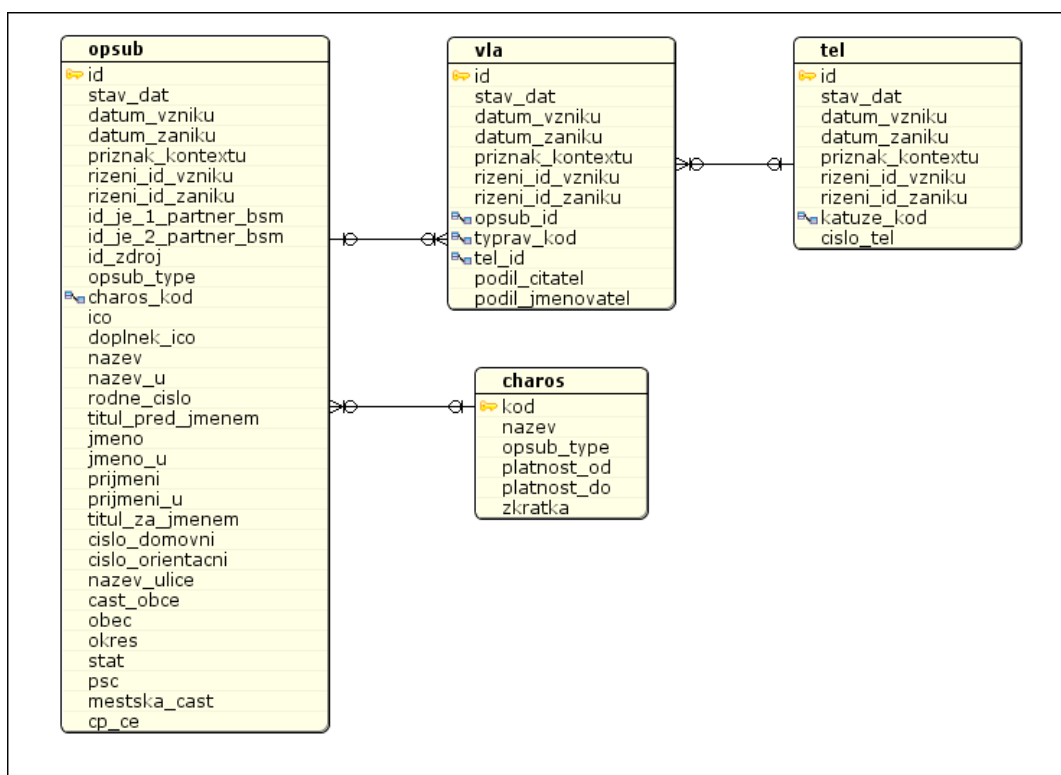 opsub
id
stav_dat
datum_vzniku
datum_zaniku
priznak_kontextu
rizeni_id_vzniku
rizeni_id_zaniku
id_je_1_partner_bsm
id_je_2_partner_bsm
id_zdroj
opsub_type
charos_kod
ico
doplnek_ico
nazev
nazev_u
rodne_cislo
titul_pred_jmenem
jmeno
jmeno_u
prijmeni
prijmeni_u
titul_za_jmenem
cislo_domovni
cislo_orientacni
nazev_ulice
cast_obce
obec
okres
stat
psc
mestska_cast
cp_ce
vla
id
stav_dat
datum_vzniku
datum_zaniku
priznak_kontextu
rizeni_id_vzniku
rizeni_id_zaniku
opsub_id
typrav_kod
tel_id
podil_citatel
podil_jmenovatel
tel
id
stav_dat
datum_vzniku
datum_zaniku
priznak_kontextu
rizeni_id_vzniku
rizeni_id_zaniku
katuze_kod
cislo_tel
charos
kod
nazev
opsub_type
platnost_od
platnost_do
zkratka